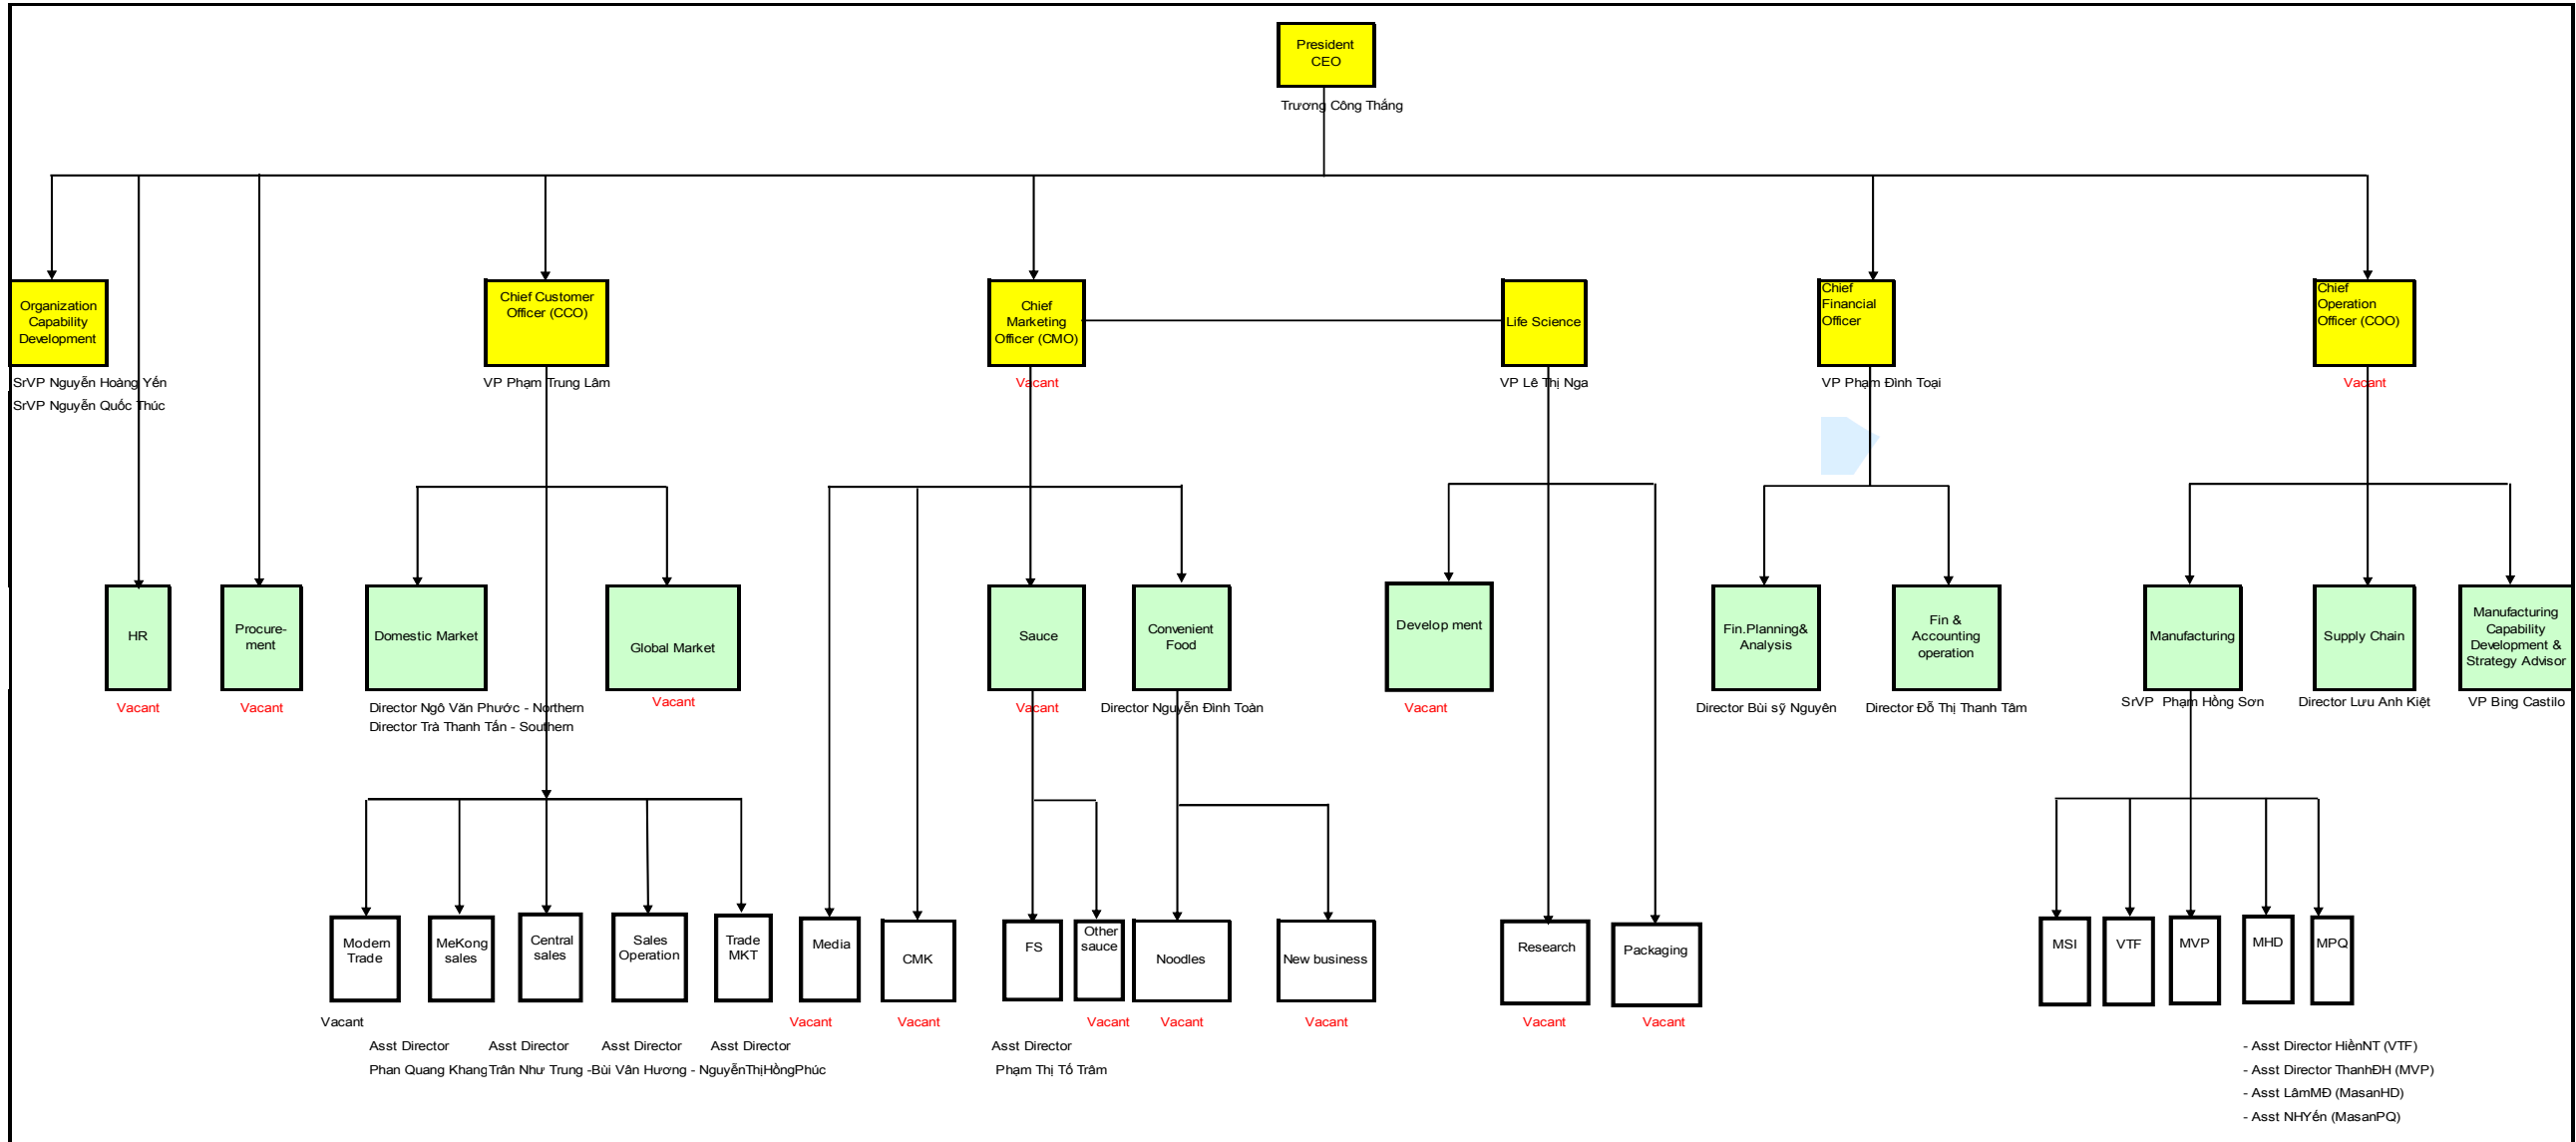 President
CEO
Trương Công Thắng
Organization
Capability
Development
SrVP Nguyễn Hoàng Yến
SrVP Nguyễn Quốc Thúc
Chief Customer
Officer (CCO)
VP Phạm Trung Lâm
Chief
Marketing
Officer (CMO)
Vacant
Life Science
VP Lê Thị Nga
Chief
Financial
Officer
VP Phạm Đình Toại
Chief
Operation
Officer (COO)
Vacant
HR
Vacant
Procure-
ment
Vacant
Domestic Market
Director Ngô Văn Phước - Northern
Director Trà Thanh Tấn - Southern
Global Market
Vacant
Sauce
Vacant
Convenient
Food
Director Nguyễn Đình Toàn
Develop ment
Vacant
Fin.Planning&
Analysis
Director Bùi sỹ Nguyên
Fin &
Accounting
operation
Director Đỗ Thị Thanh Tâm
Manufacturing
SrVP Phạm Hồng Sơn
Supply Chain
Director Lưu Anh Kiệt
Manufacturing
Capability
Development &
Strategy Advisor
VP Bing Castilo
Modern
Trade
Vacant
MeKong
sales
Asst Director
Phan Quang Khang
Central
sales
Asst Director
Trân Như Trung -
Sales
Operation
Asst Director
Bùi Vân Hương -
Trade
MKT
Asst Director
NguyễnThịHồngPhúc
Media
Vacant
CMK
Vacant
FS
Asst Director
Phạm Thị Tố Trâm
Other
sauce
Vacant
Noodles
Vacant
New business
Vacant
Research
Vacant
Packaging
Vacant
MSI
VTF
MVP
MHD
MPQ
- Asst Director HiềnNT (VTF)
- Asst Director ThanhĐH (MVP)
- Asst LâmMĐ (MasanHD)
- Asst NHYến (MasanPQ)